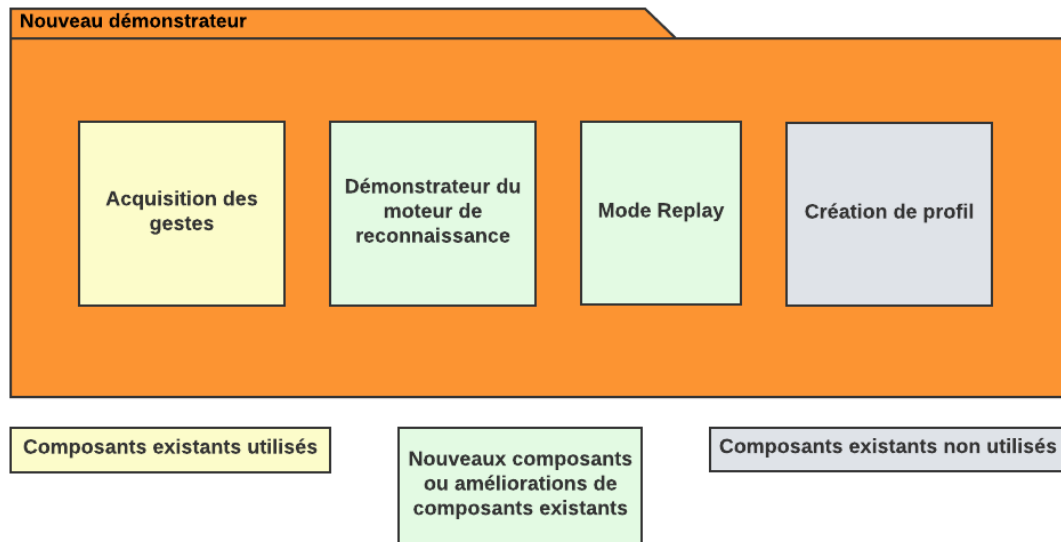 Nouveau démonstrateur
Acquisition des
gestes
Démonstrateur du
moteur de
reconnaissance
Mode Replay
Création de profil
Composants existants utilisés
Nouveaux composants
ou améliorations de
composants existants
Composants existants non utilisés